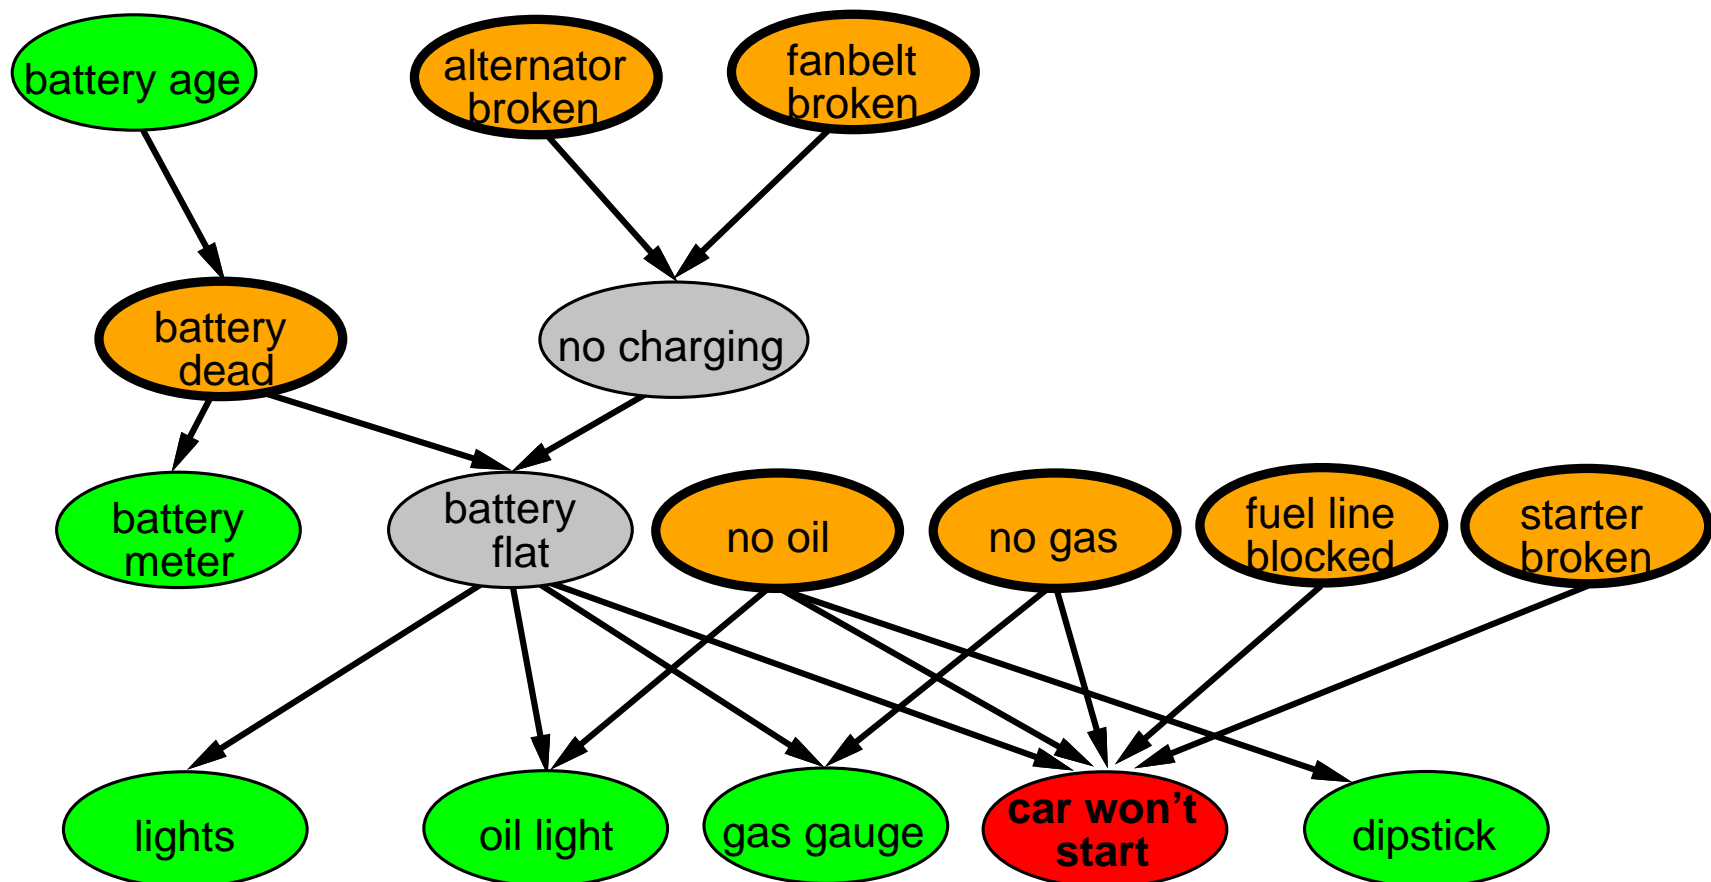 battery age
alternator
broken
fanbelt
broken
battery
dead
no charging
battery
meter
battery
flat
no oil
no gas
fuel line
blocked
starter
broken
lights
oil light
gas gauge
car won't
start
dipstick